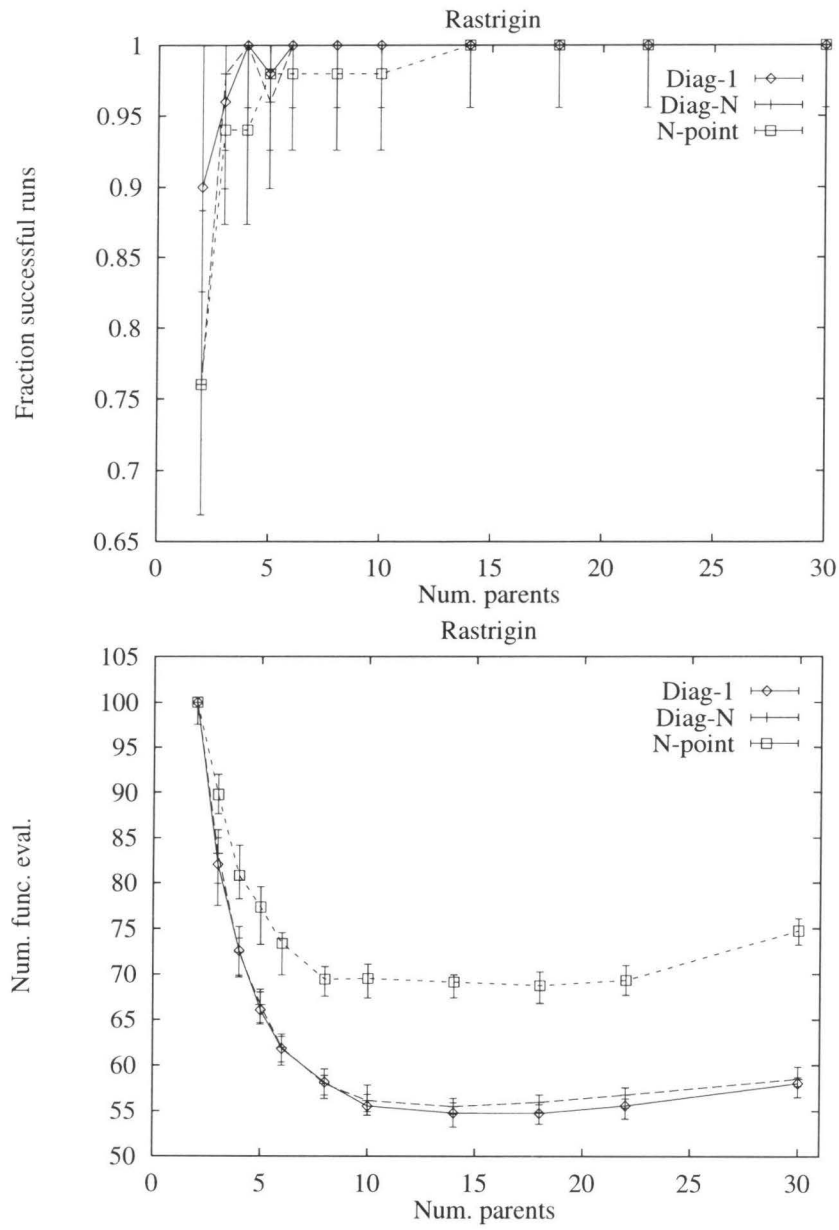 Rastrigin
1
0.95
0.9
0.85
0.8
0.75
0.7
0.65
Fraction successful runs
Diag-1
Diag-N
N-point
0 5 10 15 20 25 30
Num. parents
Rastrigin
105
100
95
90
85
80
75
70
65
60
55
50
Num. func. eval.
Diag-1
Diag-N
N-point
0 5 10 15 20 25 30
Num. parents